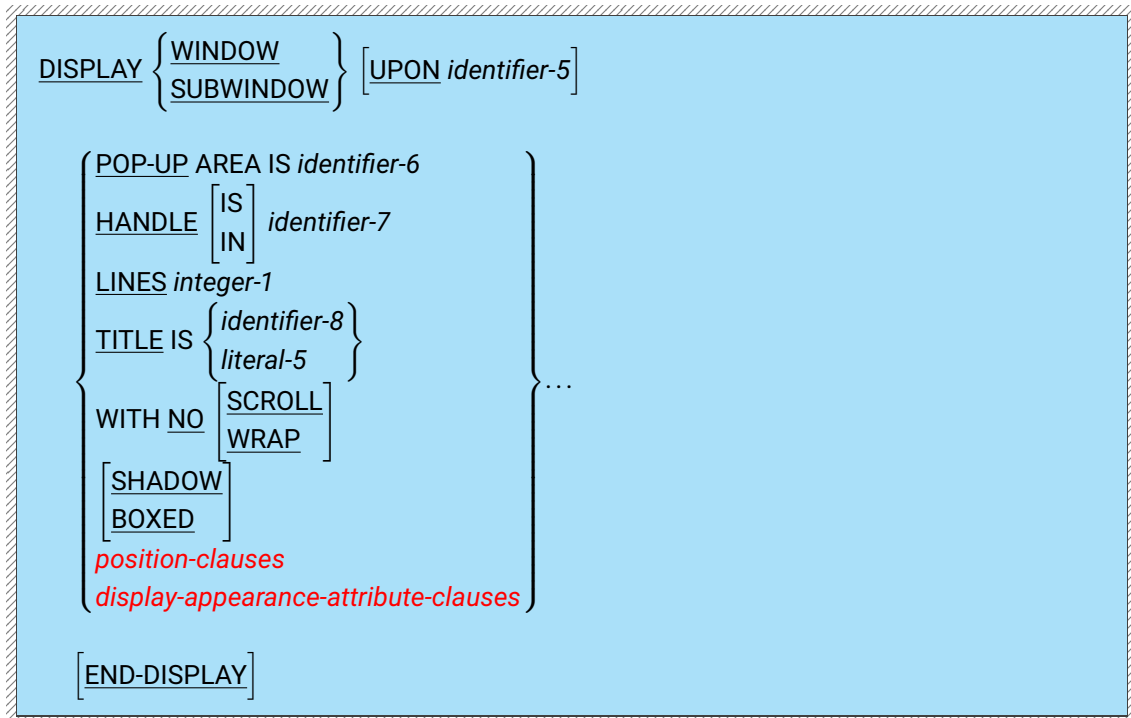 DISPLAY { WINDOW
SUBWINDOW } [ UPON identifier-5 ]
{ POP-UP AREA IS identifier-6
HANDLE [ IS
IN ] identifier-7
LINES integer-1
TITLE IS { identifier-8
literal-5 }
WITH NO [ SCROLL
WRAP ]
[ SHADOW
BOXED ]
position-clauses
display-appearance-attribute-clauses } ...
[ END-DISPLAY ]